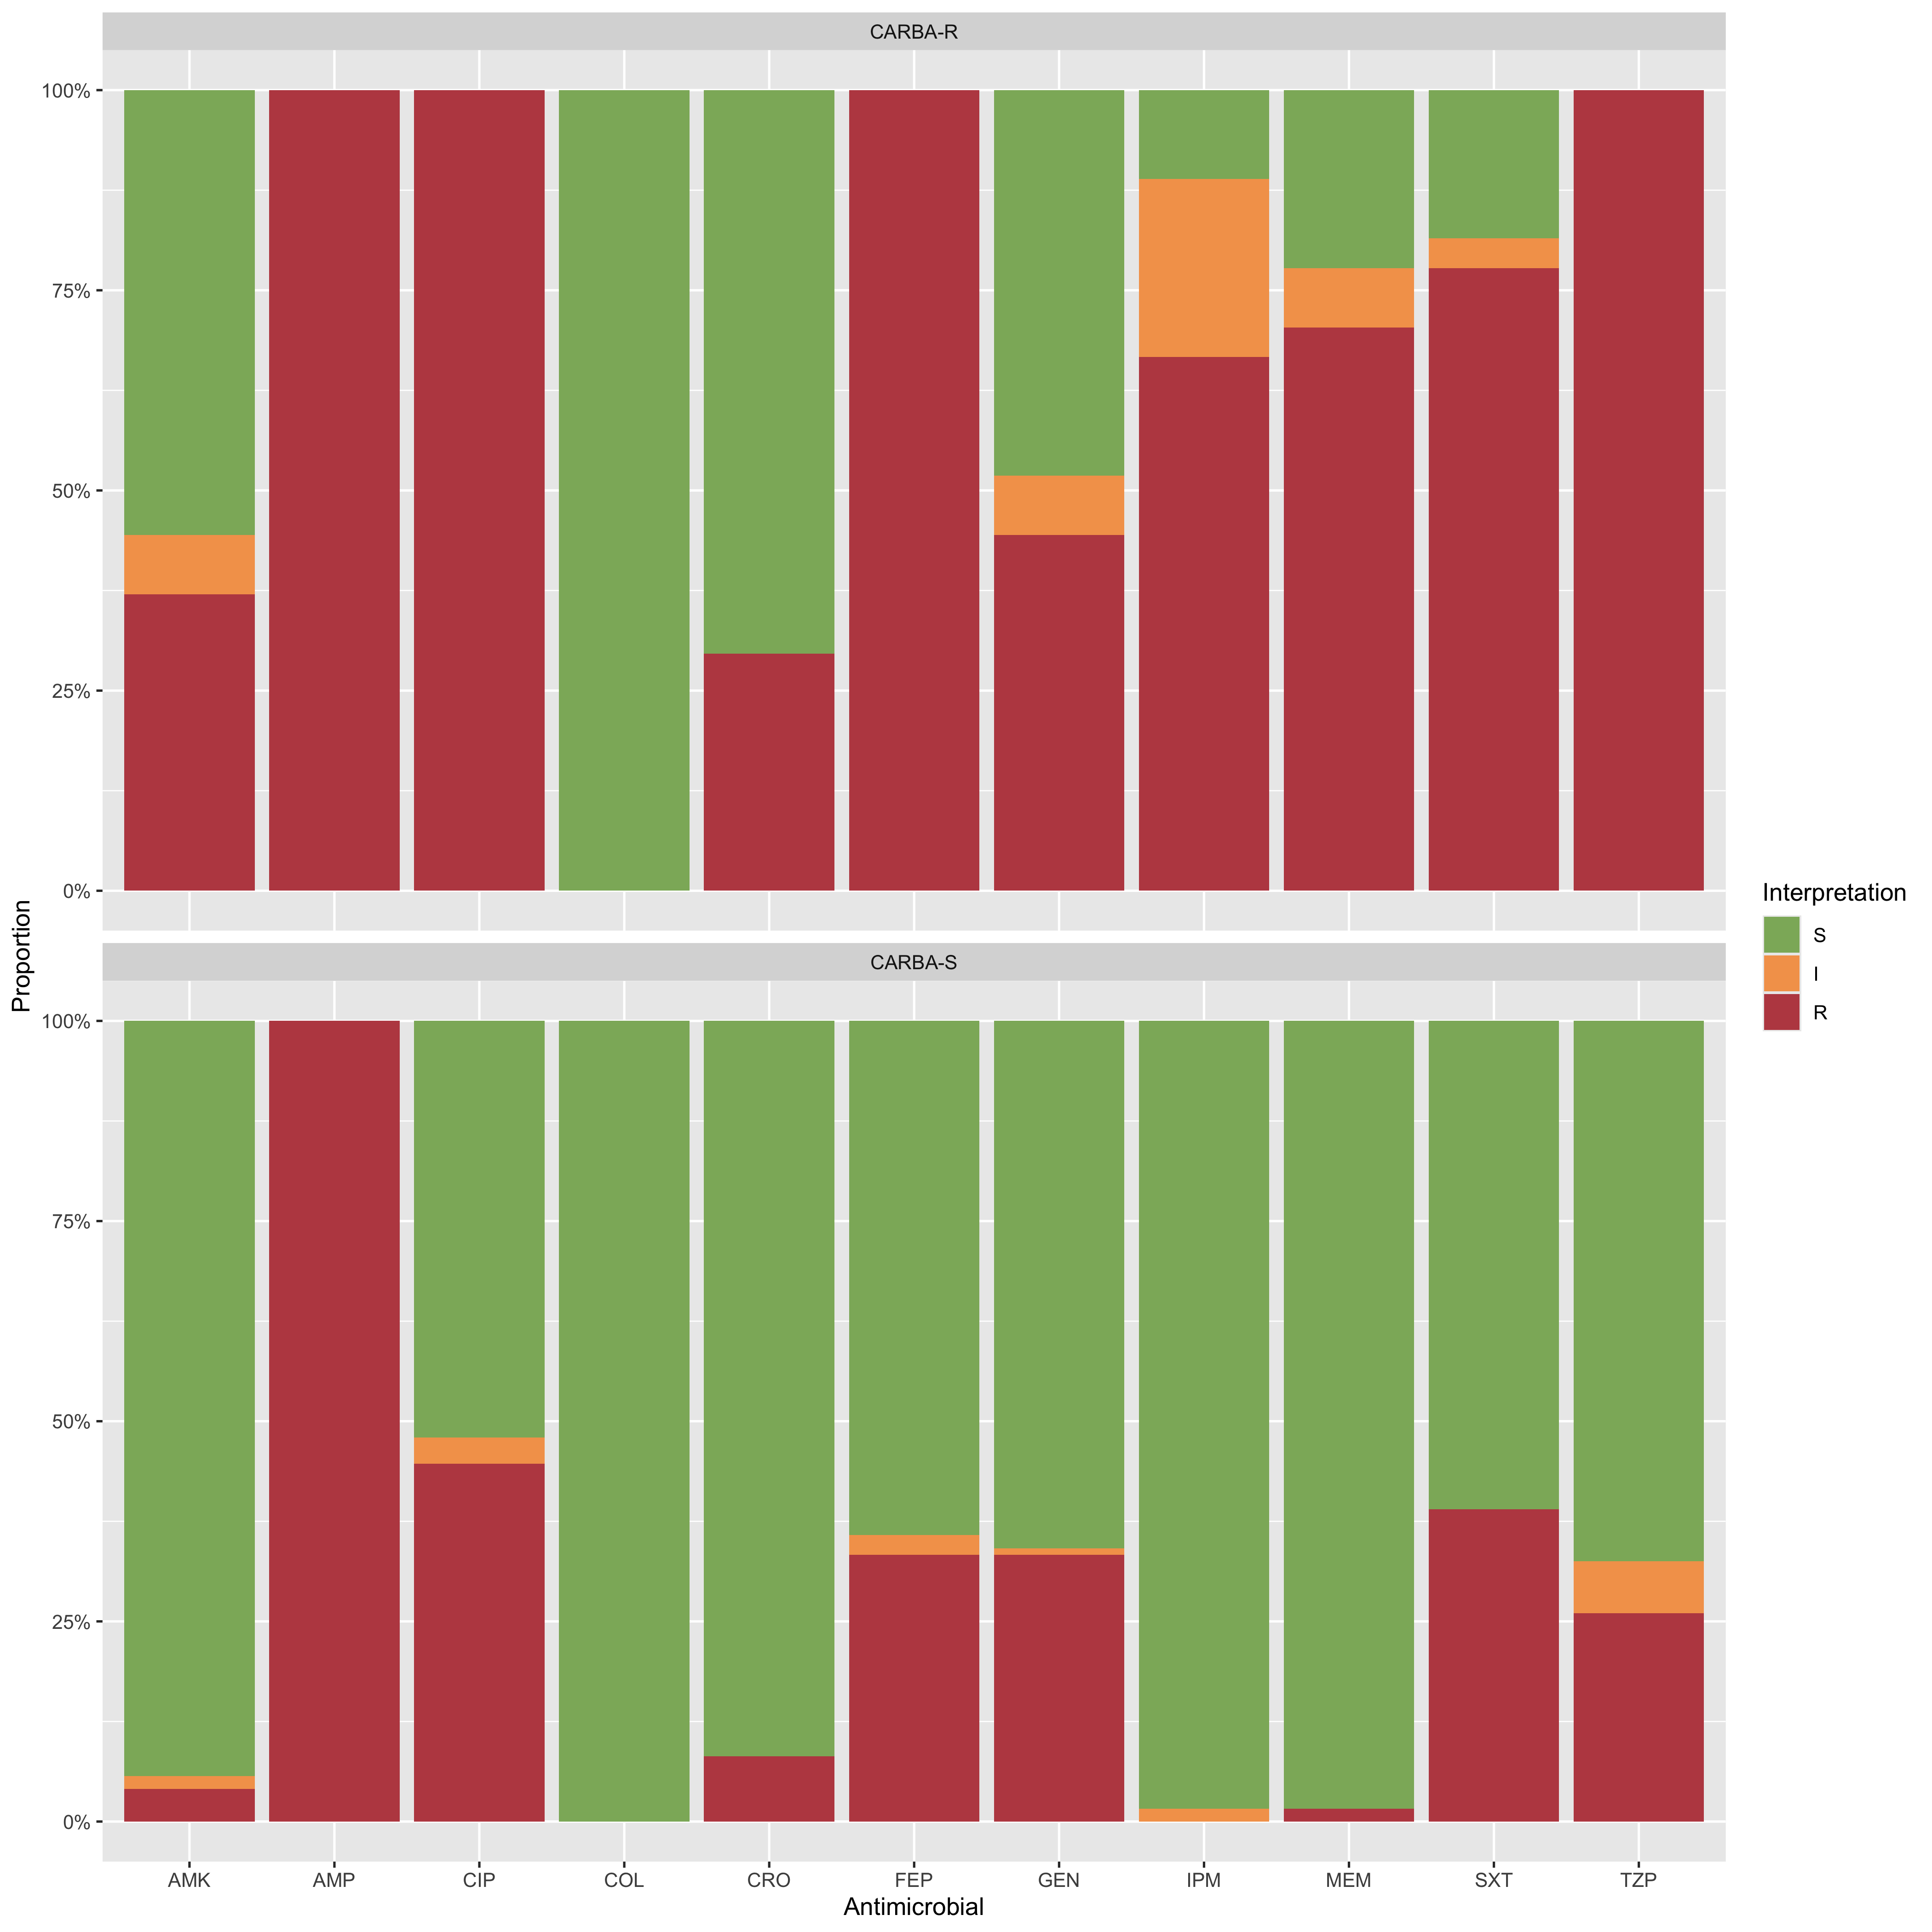 CARBA-R
100%
75%
50%
25%
0%
CARBA-S
100%
75%
50%
25%
0%
Proportion
AMK AMP CIP COL CRO FEP GEN IPM MEM SXT TZP
Antimicrobial
Interpretation
S
I
R